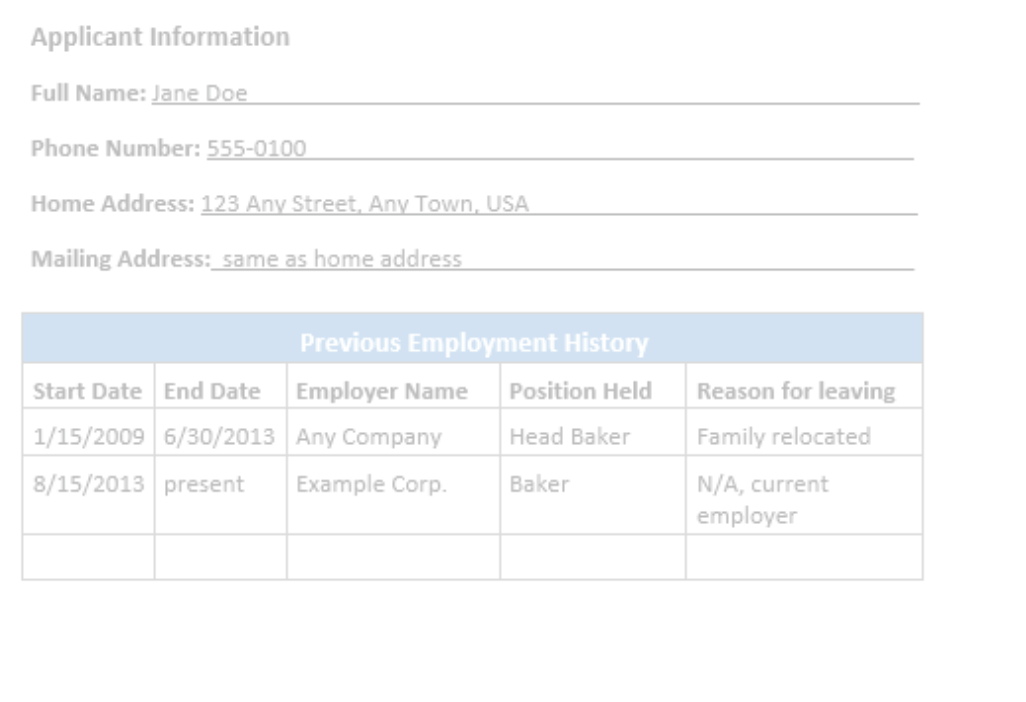 Applicant Information
Full Name: Jane Doe
Phone Number: 555-0100
Home Address: 123 Any Street, Any Town, USA
Mailing Address: same as home address
Previous Employment History
Start Date End Date Employer Name Position Held Reason for leaving
1/15/2009 6/30/2013 Any Company Head Baker Family relocated
8/15/2013 present Example Corp. Baker N/A, current
employer